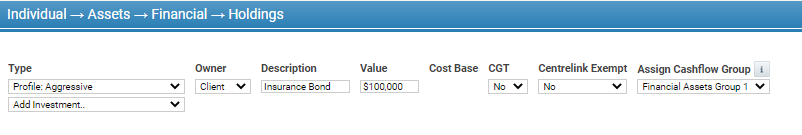 Individual → Assets → Financial → Holdings
Type Owner Description Value Cost Base CGT Centrelink Exempt Assign Cashflow Group i
Profile: Aggressive Client Insurance Bond $100,000 No No Financial Assets Group 1
Add Investment..